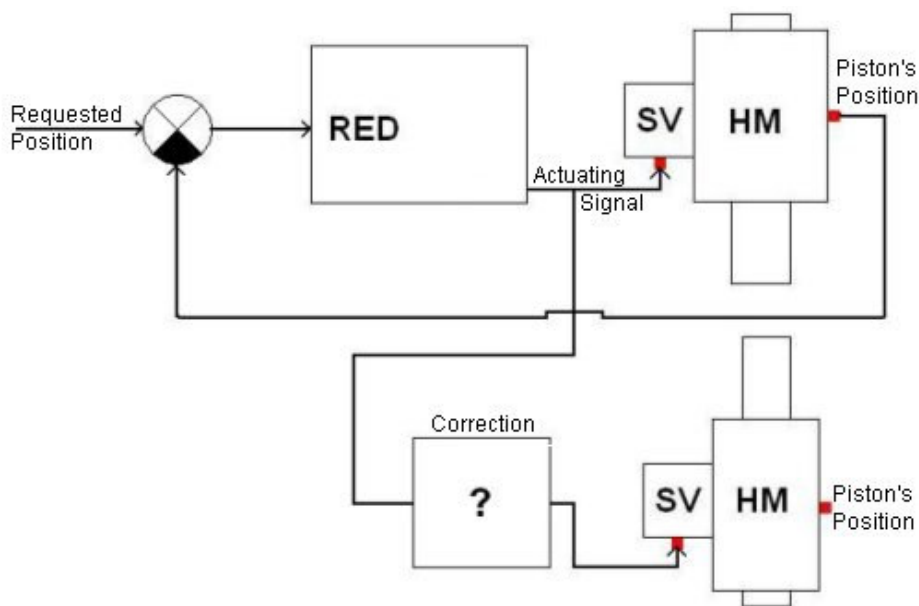 Requested
Position
RED
Actuating
Signal
SV
HM
Piston's
Position
Correction
?
SV
HM
Piston's
Position